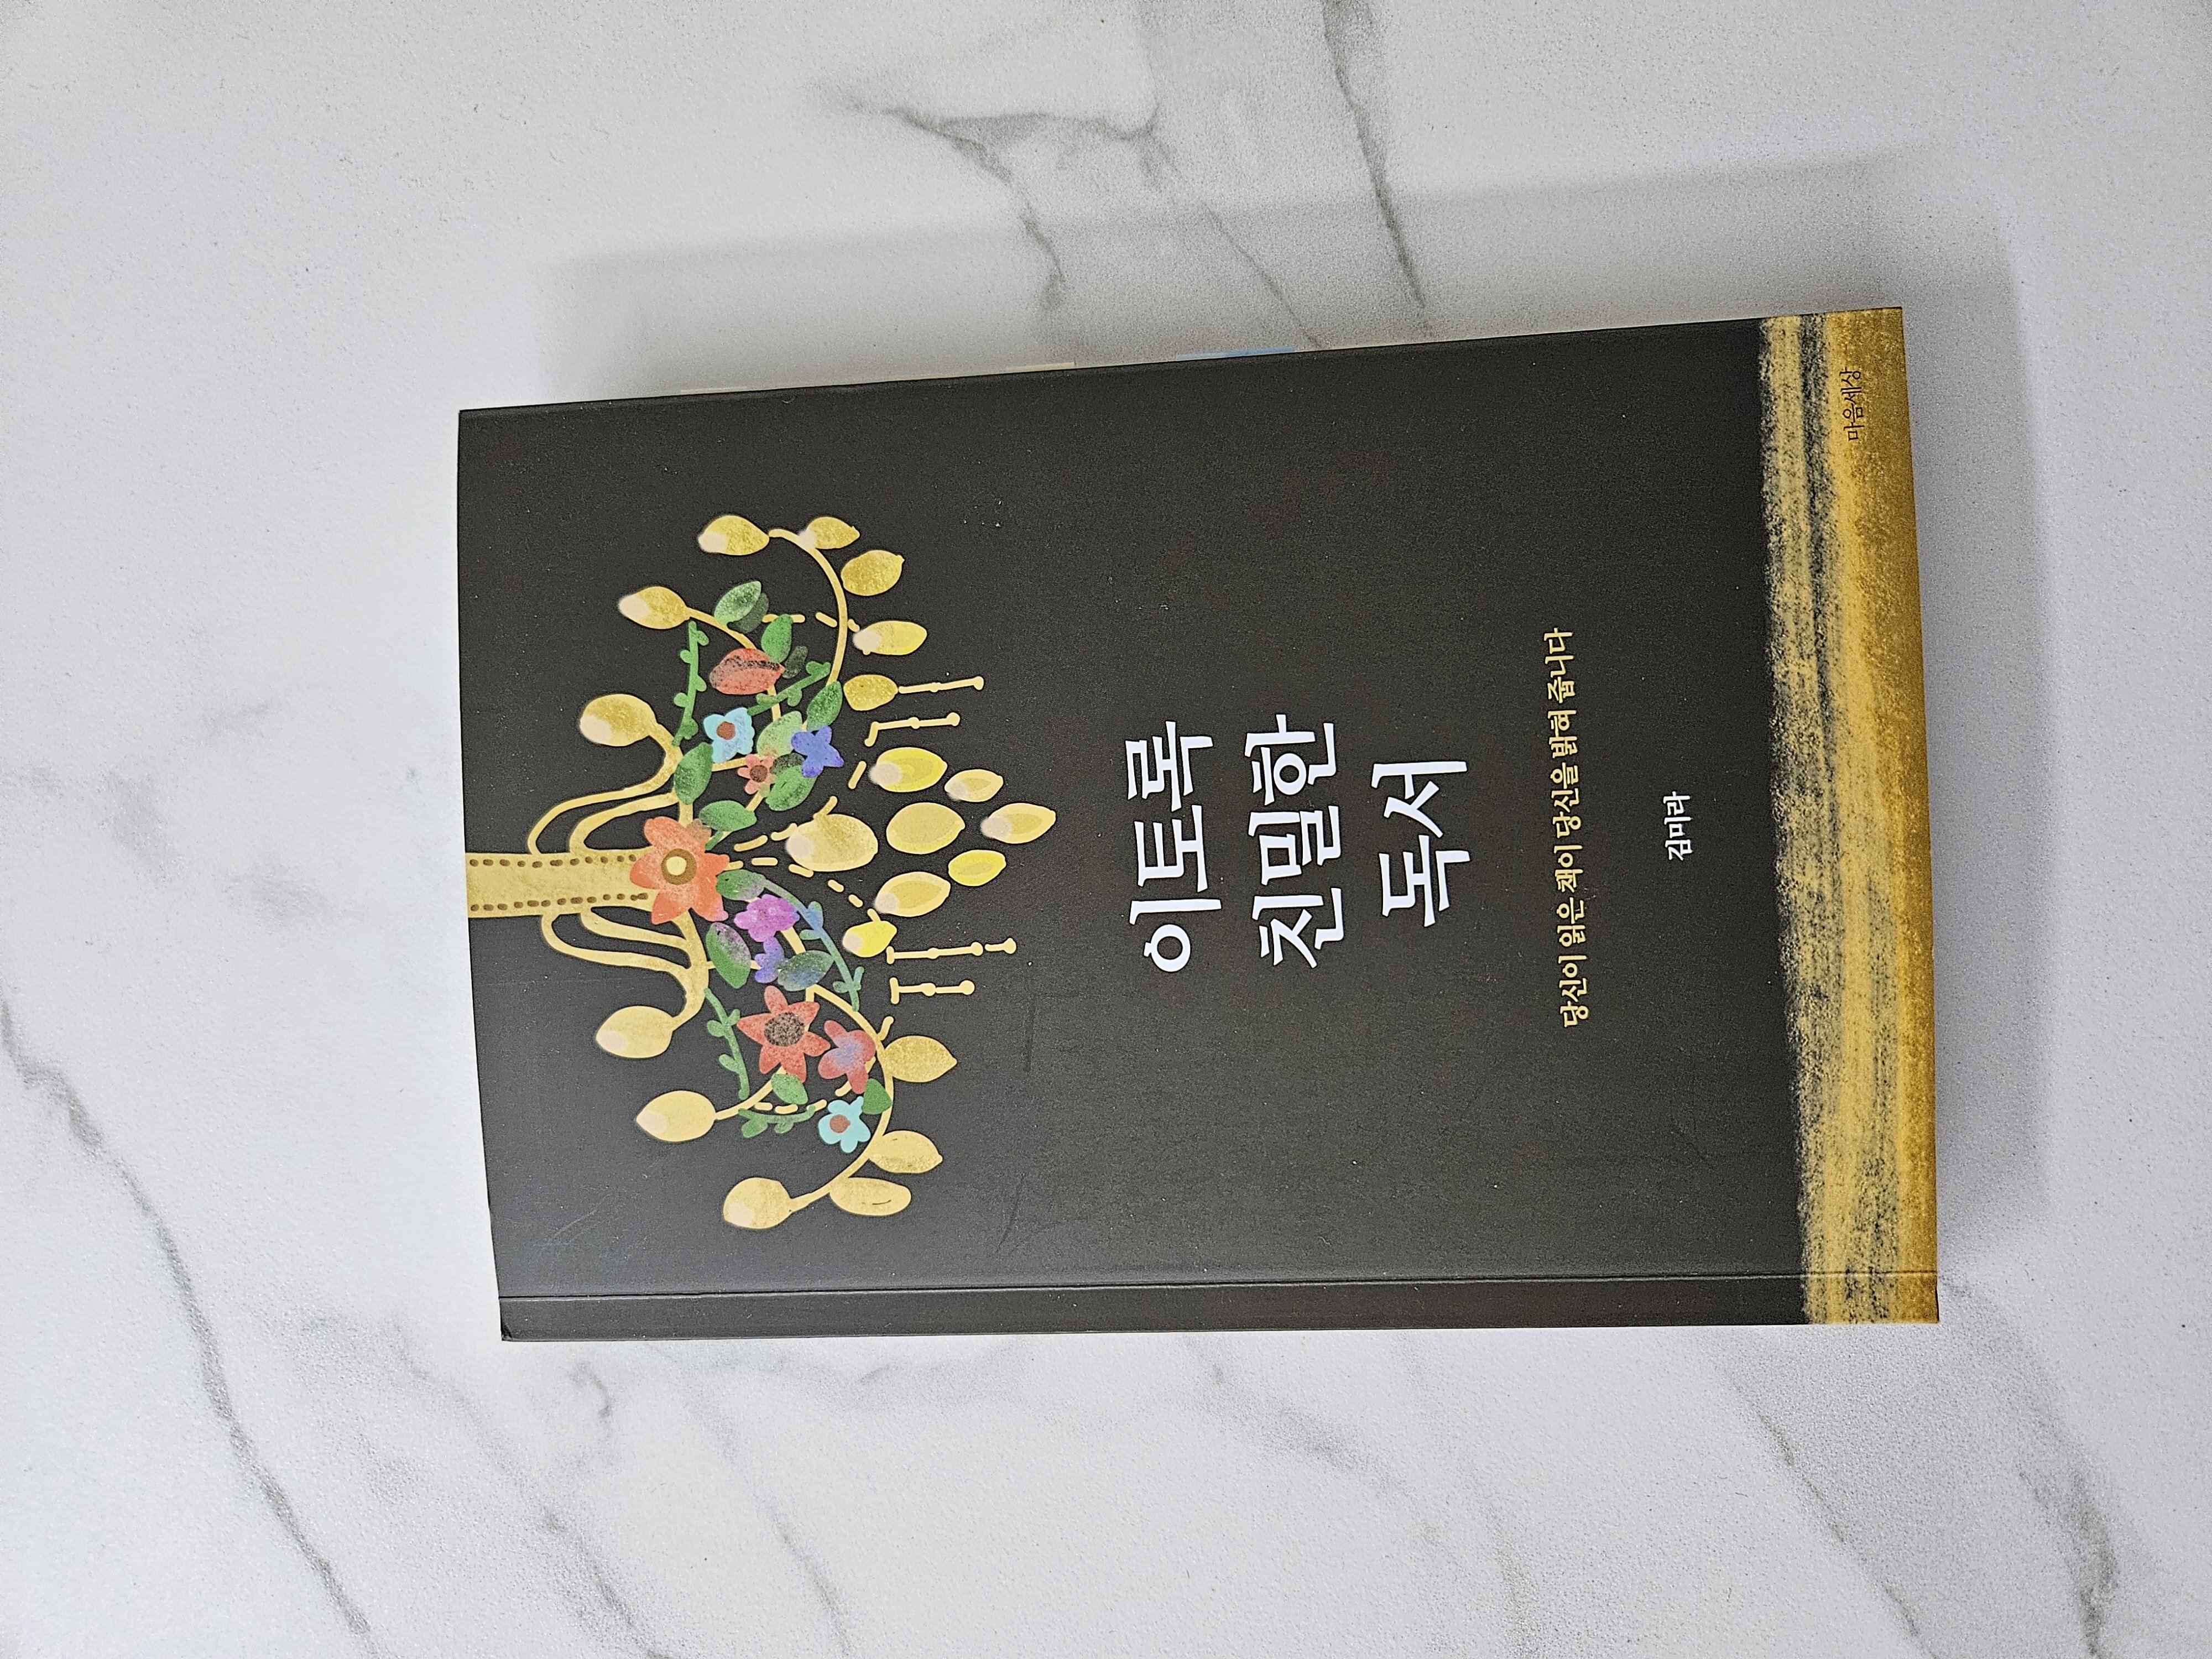 이토록
친밀한
독서
당신이 읽은 책이 당신을 밝혀 줍니다
김미라
마음세상